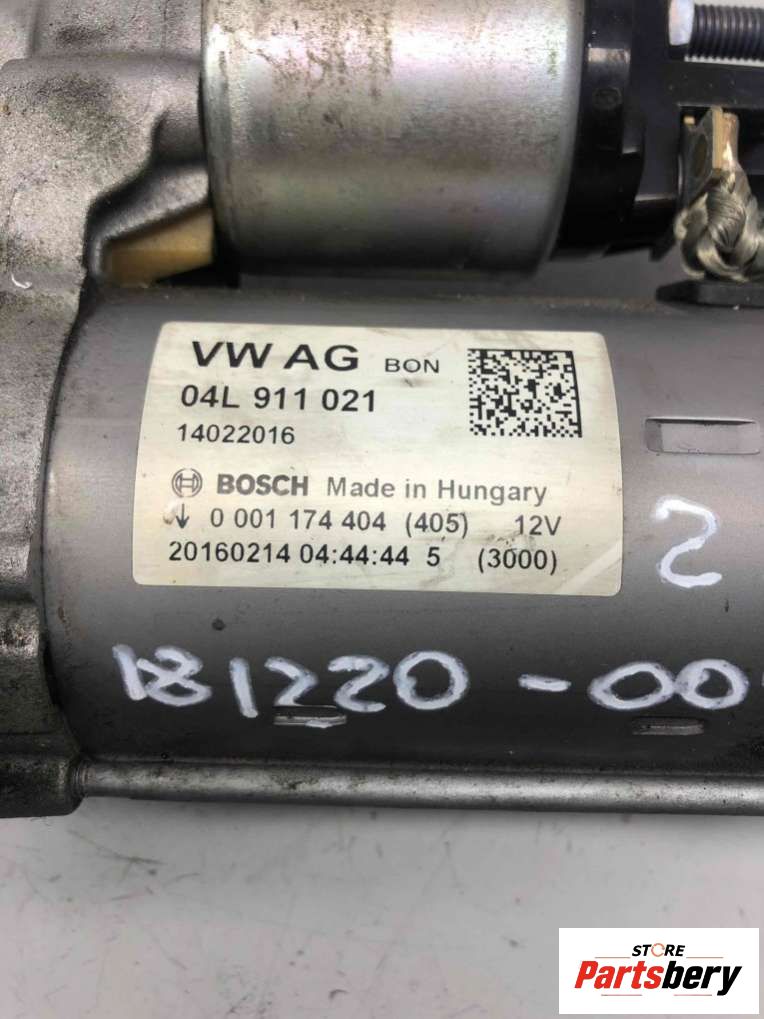 VW AG BON
04L 911 021
14022016
BOSCH Made in Hungary
↓ 0 001 174 404 (405) 12V
20160214 04:44:44 5 (3000)
2
181220-00
STORE
Partsbery